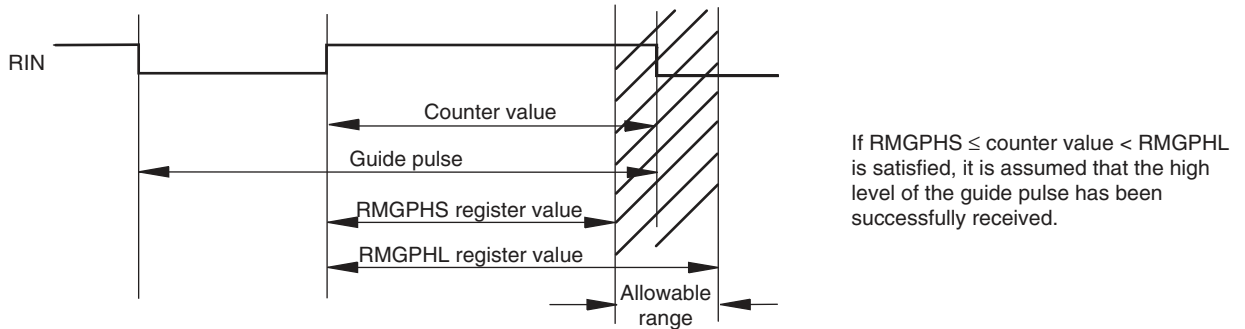 RIN
Counter value
Guide pulse
RMGPHS register value
RMGPHL register value
Allowable
range
If RMGPHS ≤ counter value < RMGPHL
is satisfied, it is assumed that the high
level of the guide pulse has been
successfully received.